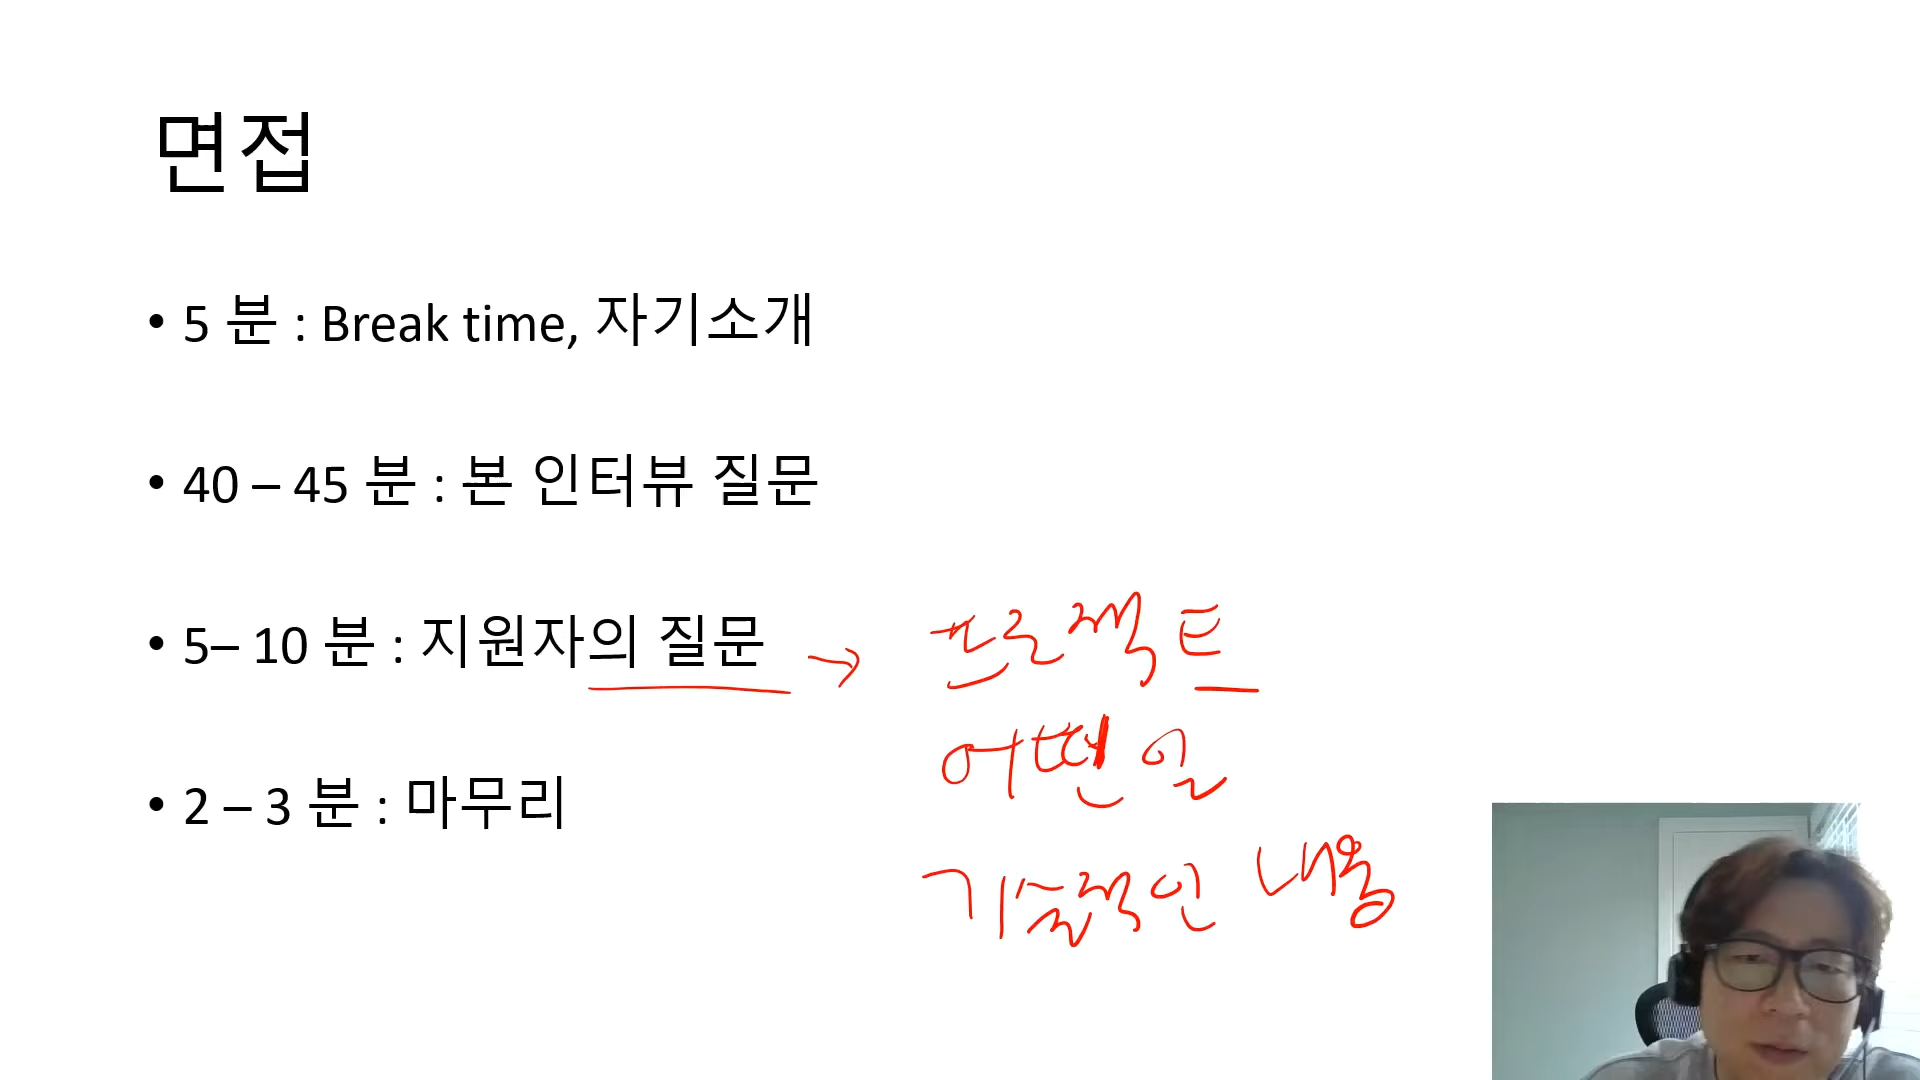 면접
• 5 분 : Break time, 자기소개
• 40 – 45 분 : 본 인터뷰 질문
• 5– 10 분 : 지원자의 질문 → 프로젝트
어떤 일
기술적인 내용
• 2 – 3 분 : 마무리